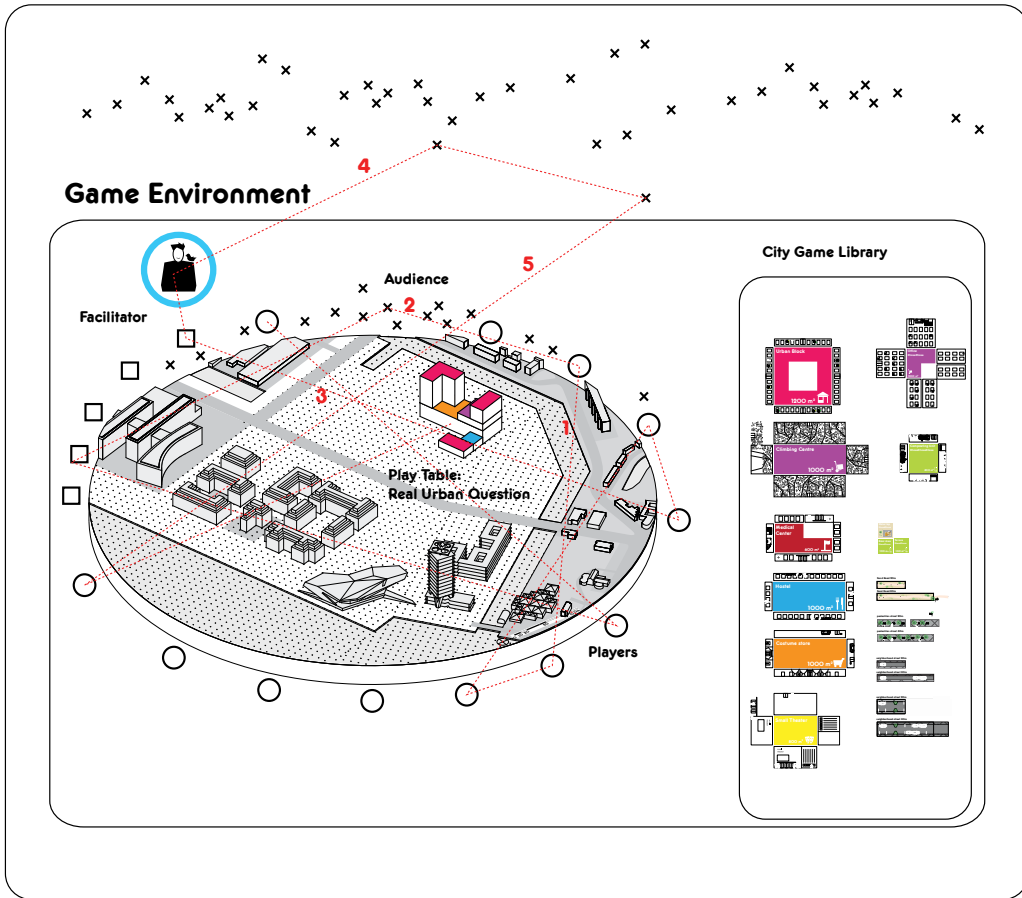 4
Game Environment
5
City Game Library
Audience
2
Facilitator
Urban Block
1200 m²
3
1
Climbing Centre
1000 m²
Play Table:
Real Urban Question
Medical
Center
600 m²
Hostel
1000 m²
Players
Costume store
1000 m²